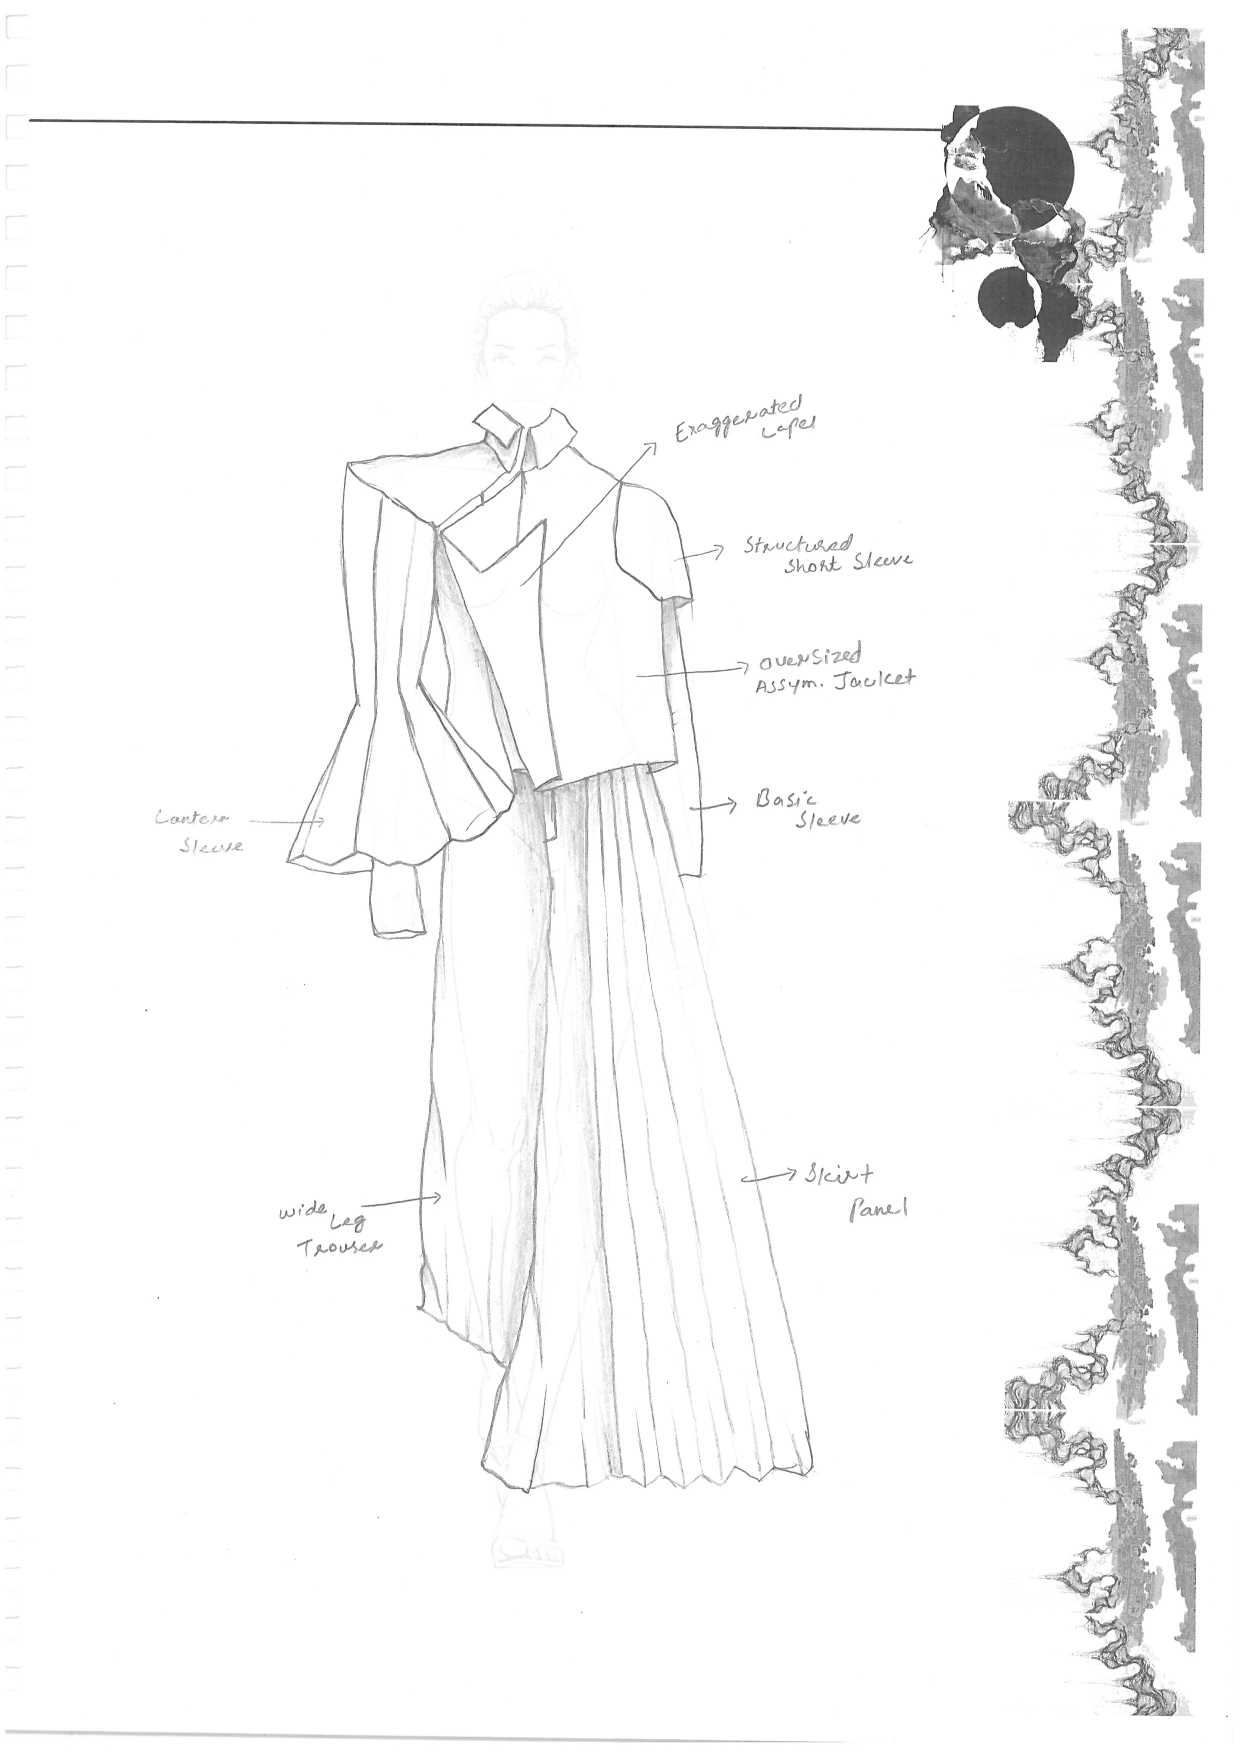 Exaggerated
Lapel
Structured
Short Sleeve
Oversized
Assym. Jacket
Basic
Sleeve
Lantern
Sleeve
Skirt
Panel
Wide
Leg
Trouser